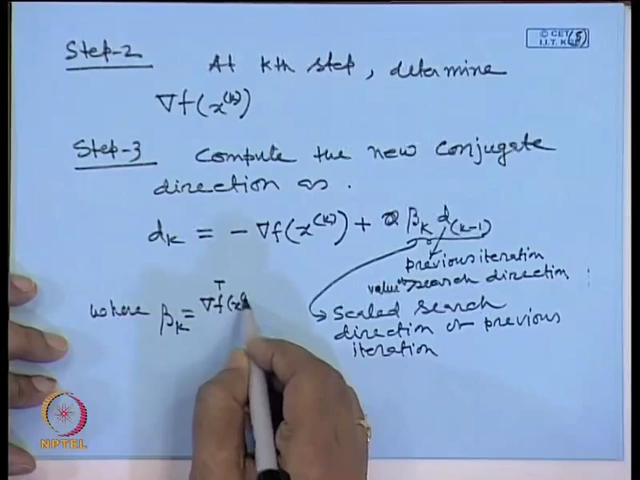 © CET
I.I.T. KGP
Step-2 At kth step, determine
∇f(x^(k))
Step-3 Compute the new conjugate
direction as.
d_k = -∇f(x^(k)) + β_k d_(k-1)
previous iteration
value search direction
where β_k = ∇^T f(x
Scaled search
direction of previous
iteration
NPTEL